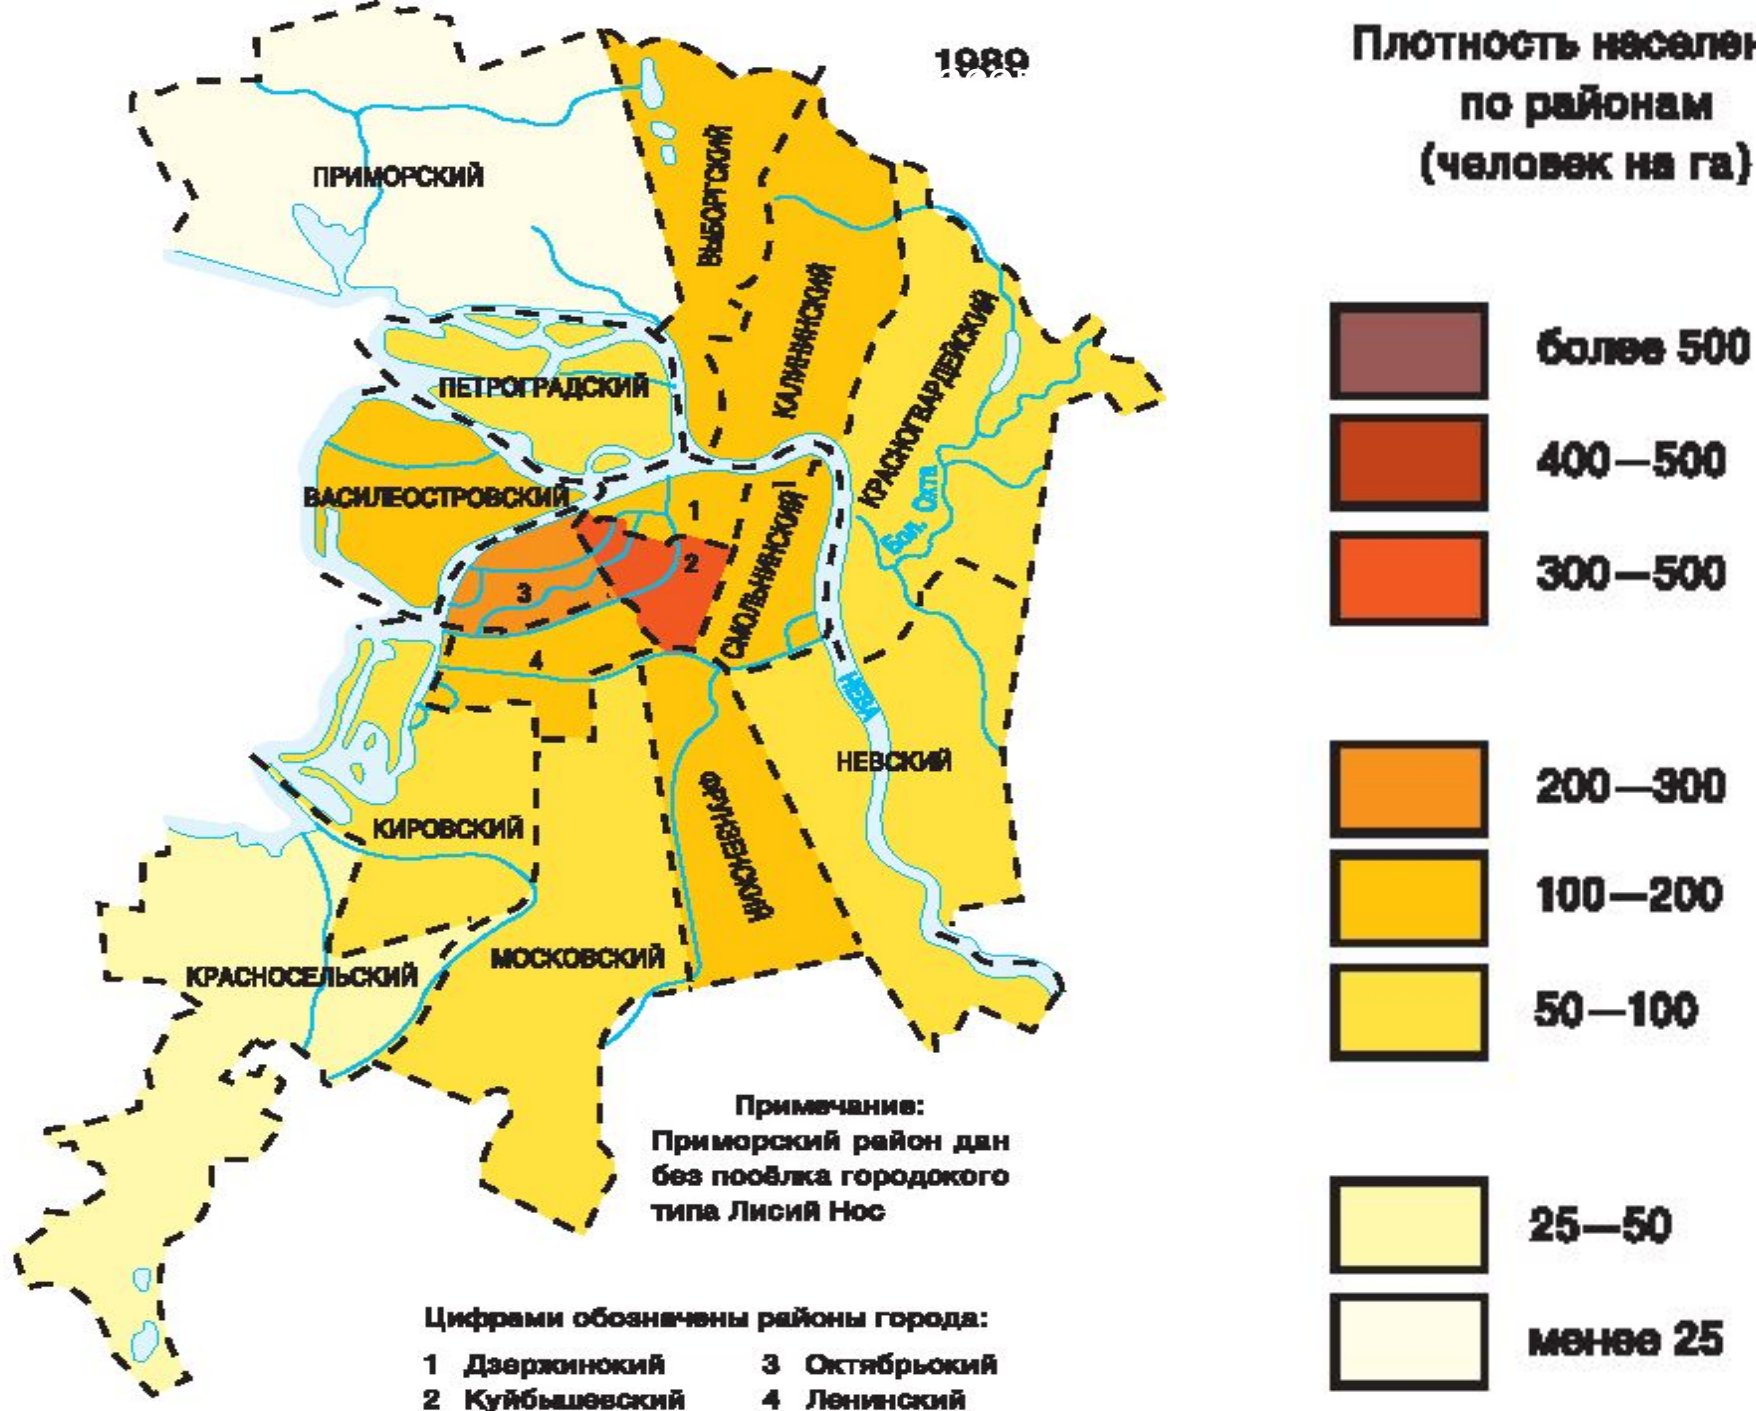 1989
Плотность населен
по районам
(человек на га)
ПРИМОРСКИЙ
ВЫБОРГСКИЙ
КАЛИНИНСКИЙ
КРАСНОГВАРДЕЙСКИЙ
ПЕТРОГРАДСКИЙ
ВАСИЛЕОСТРОВСКИЙ
Бол. Охта
1
2
3
4
СМОЛЬНИНСКИЙ
НЕВА
НЕВСКИЙ
КИРОВСКИЙ
ФРУНЗЕНСКИЙ
МОСКОВСКИЙ
КРАСНОСЕЛЬСКИЙ
более 500
400—500
300—500
200—300
100—200
50—100
25—50
менее 25
Примечание:
Приморский район дан
без посёлка городского
типа Лисий Нос
Цифрами обозначены районы города:
1 Дзержинский 3 Октябрьский
2 Куйбышевский 4 Ленинский